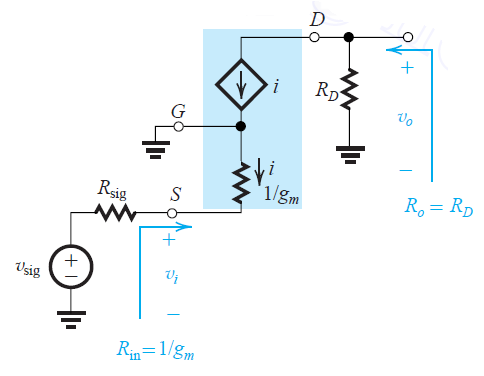 D
i
R_D
+
v_o
−
G
i
1/g_m
R_sig
S
R_o = R_D
+
v_sig
+
−
v_i
−
R_in = 1/g_m